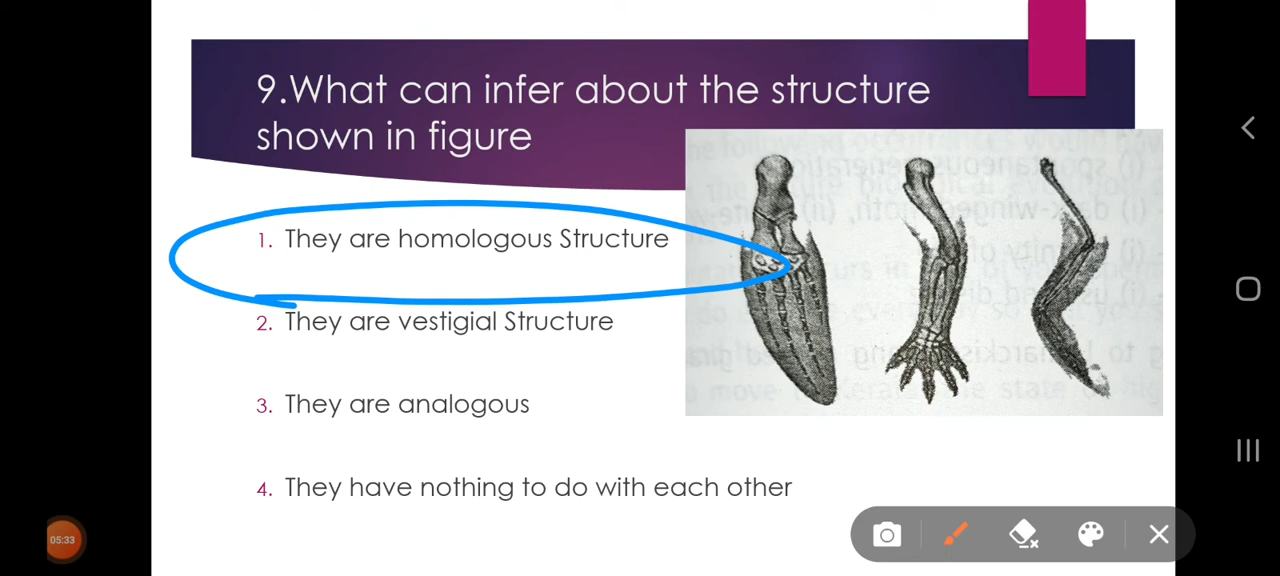 9.What can infer about the structure
shown in figure
1. They are homologous Structure
2. They are vestigial Structure
3. They are analogous
4. They have nothing to do with each other
05:33